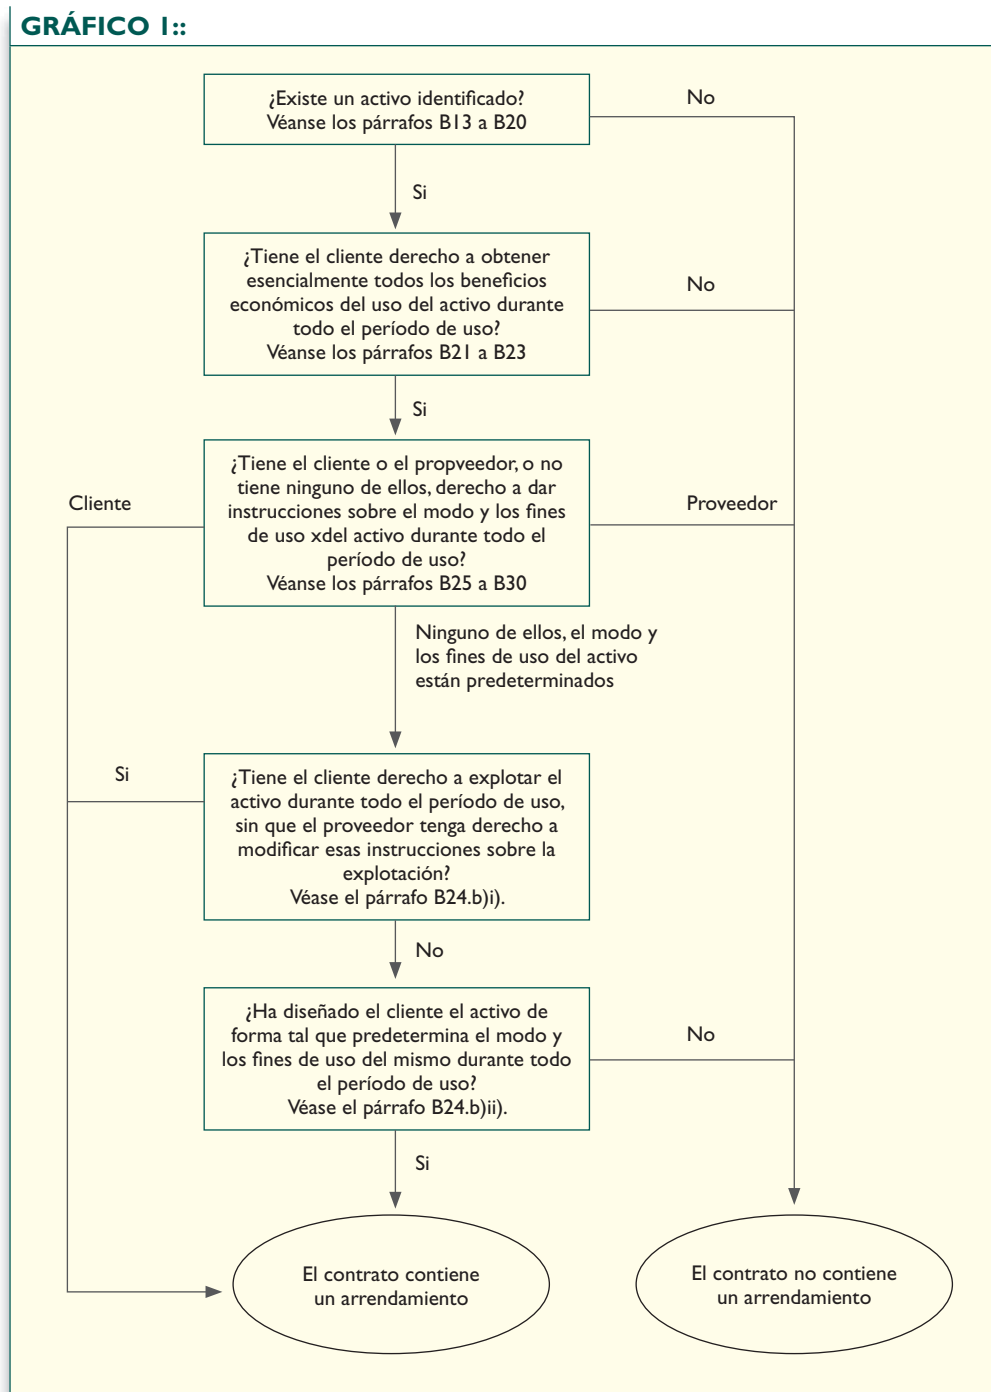 GRÁFICO 1::
¿Existe un activo identificado?
Véanse los párrafos B13 a B20
No
Si
¿Tiene el cliente derecho a obtener
esencialmente todos los beneficios
económicos del uso del activo durante
todo el período de uso?
Véanse los párrafos B21 a B23
No
Si
¿Tiene el cliente o el propveedor, o no
tiene ninguno de ellos, derecho a dar
instrucciones sobre el modo y los fines
de uso xdel activo durante todo el
período de uso?
Véanse los párrafos B25 a B30
Cliente
Proveedor
Ninguno de ellos, el modo y
los fines de uso del activo
están predeterminados
Si
¿Tiene el cliente derecho a explotar el
activo durante todo el período de uso,
sin que el proveedor tenga derecho a
modificar esas instrucciones sobre la
explotación?
Véase el párrafo B24.b)i).
No
¿Ha diseñado el cliente el activo de
forma tal que predetermina el modo y
los fines de uso del mismo durante todo
el período de uso?
Véase el párrafo B24.b)ii).
No
Si
El contrato contiene
un arrendamiento
El contrato no contiene
un arrendamiento